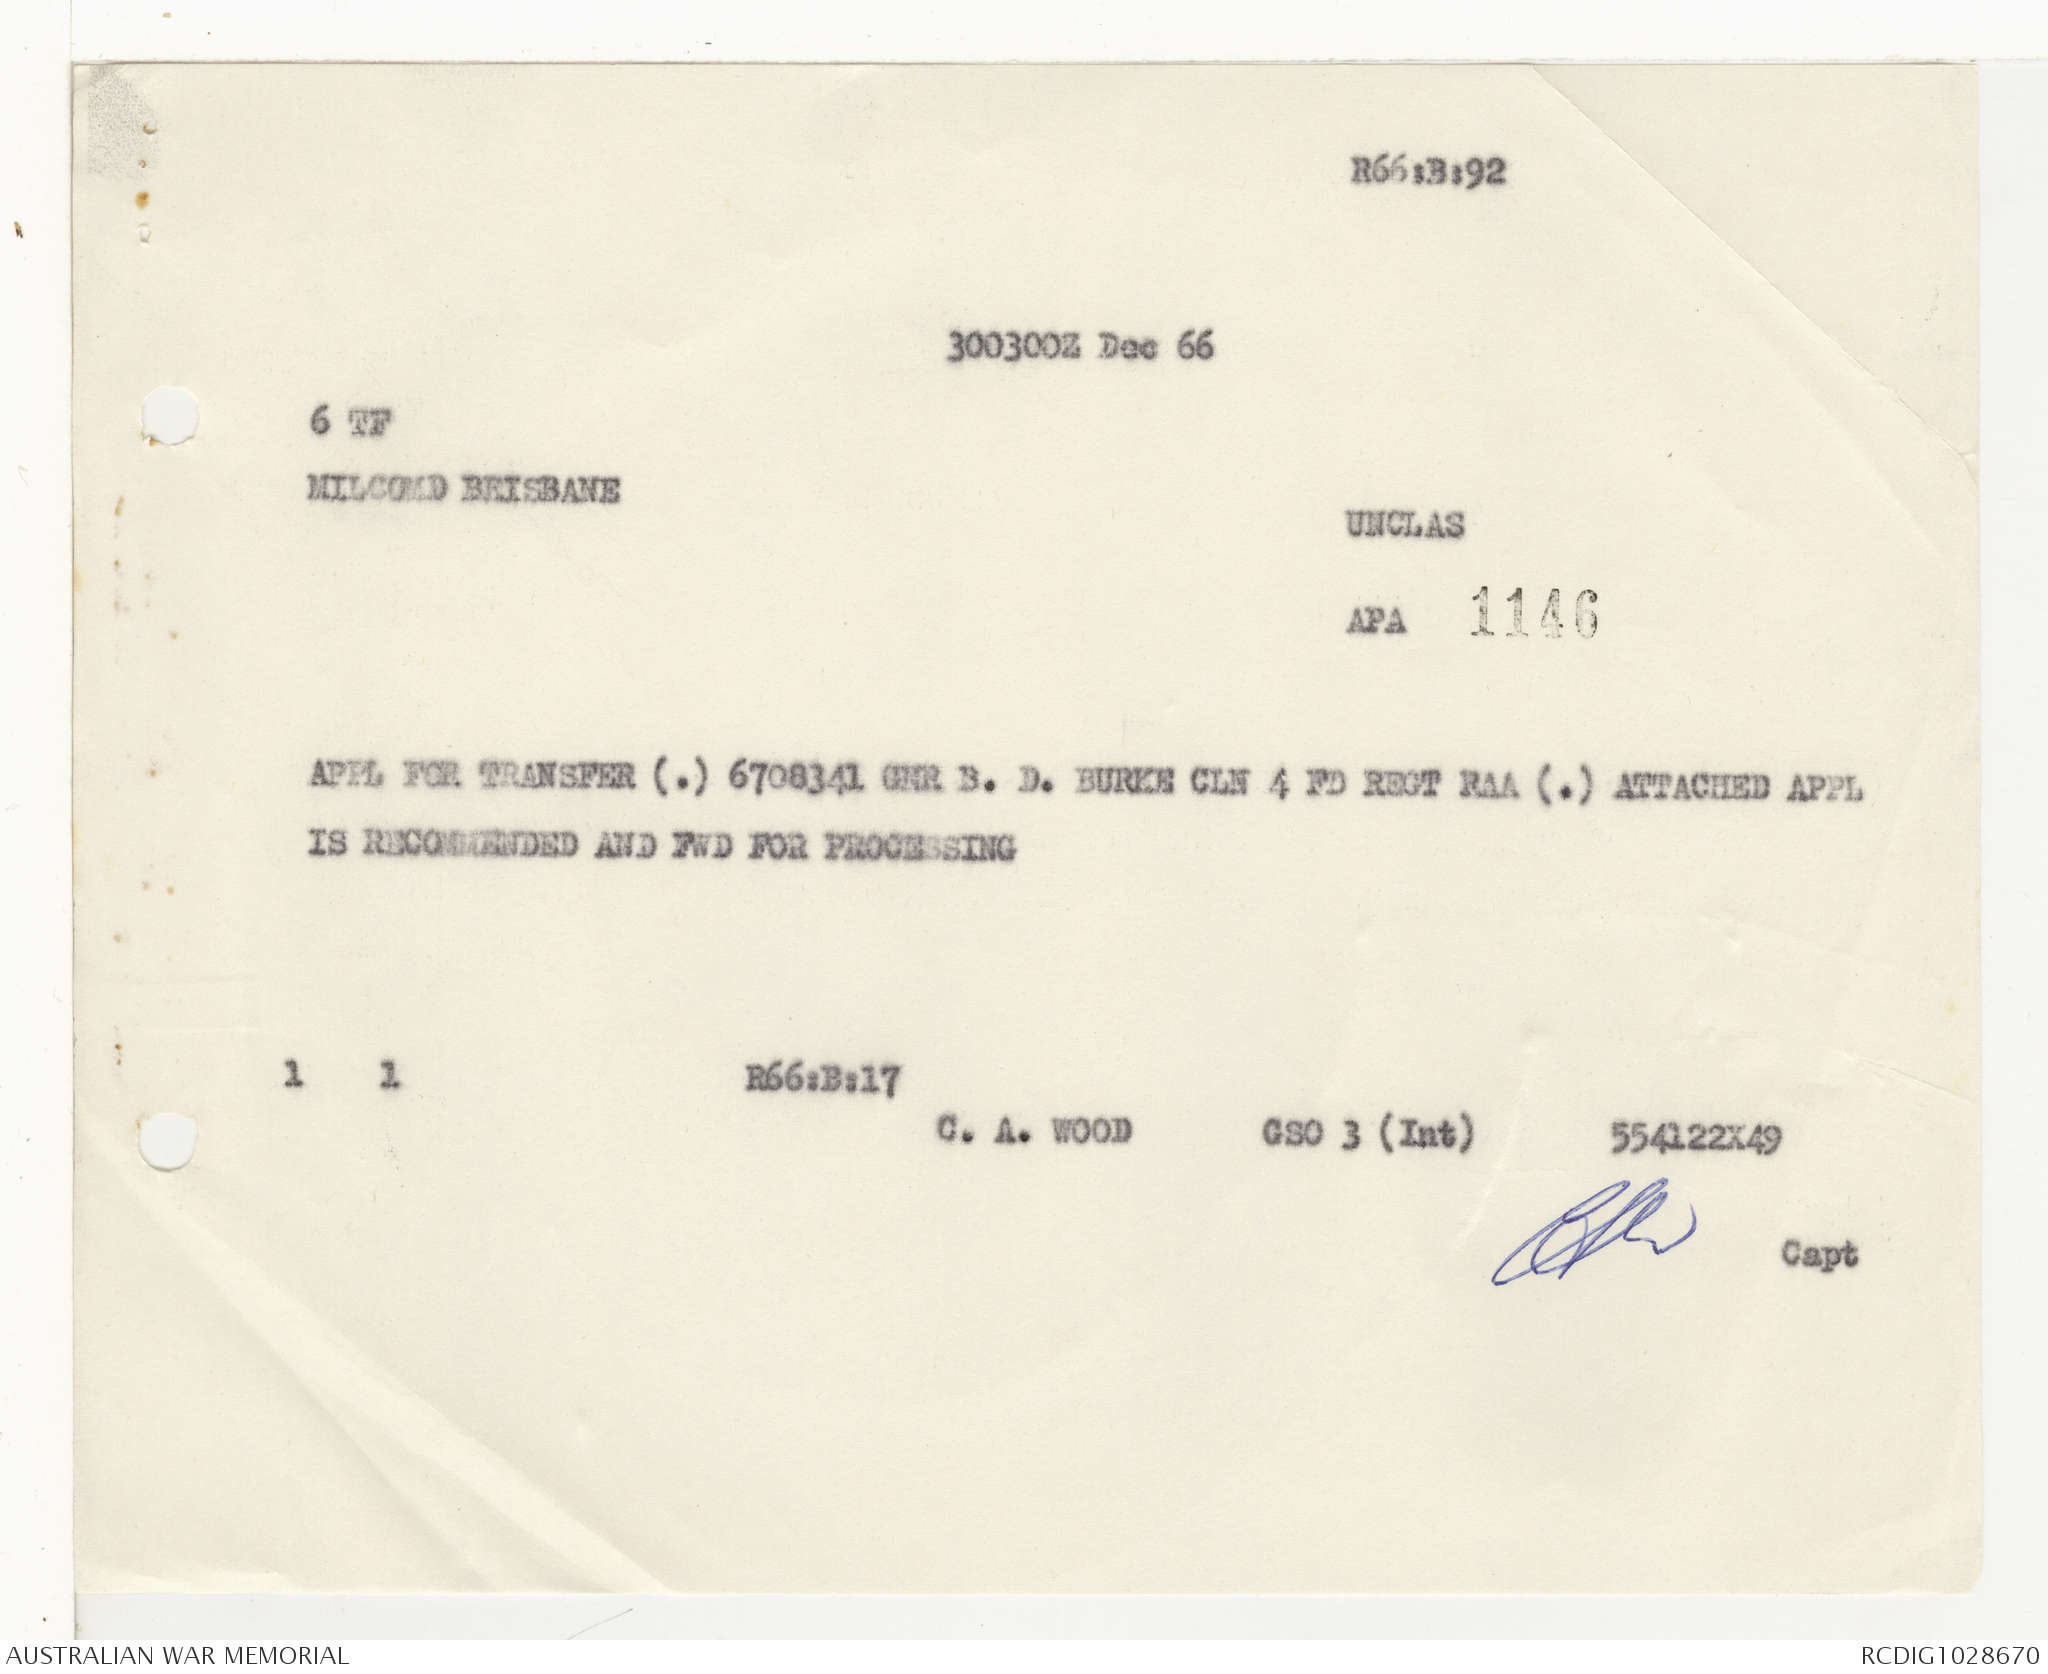 R66:B:92
300300Z Dec 66
6 TF
MILCOMD BRISBANE
UNCLAS
APA 1146
APPL FOR TRANSFER (.) 6708341 GNR B. D. BURKE CLN 4 FD REGT RAA (.) ATTACHED APPL
IS RECOMMENDED AND FWD FOR PROCESSING
1 1 R66:B:17
C. A. WOOD GSO 3 (Int) 554122X49
Capt
AUSTRALIAN WAR MEMORIAL RCDIG1028670